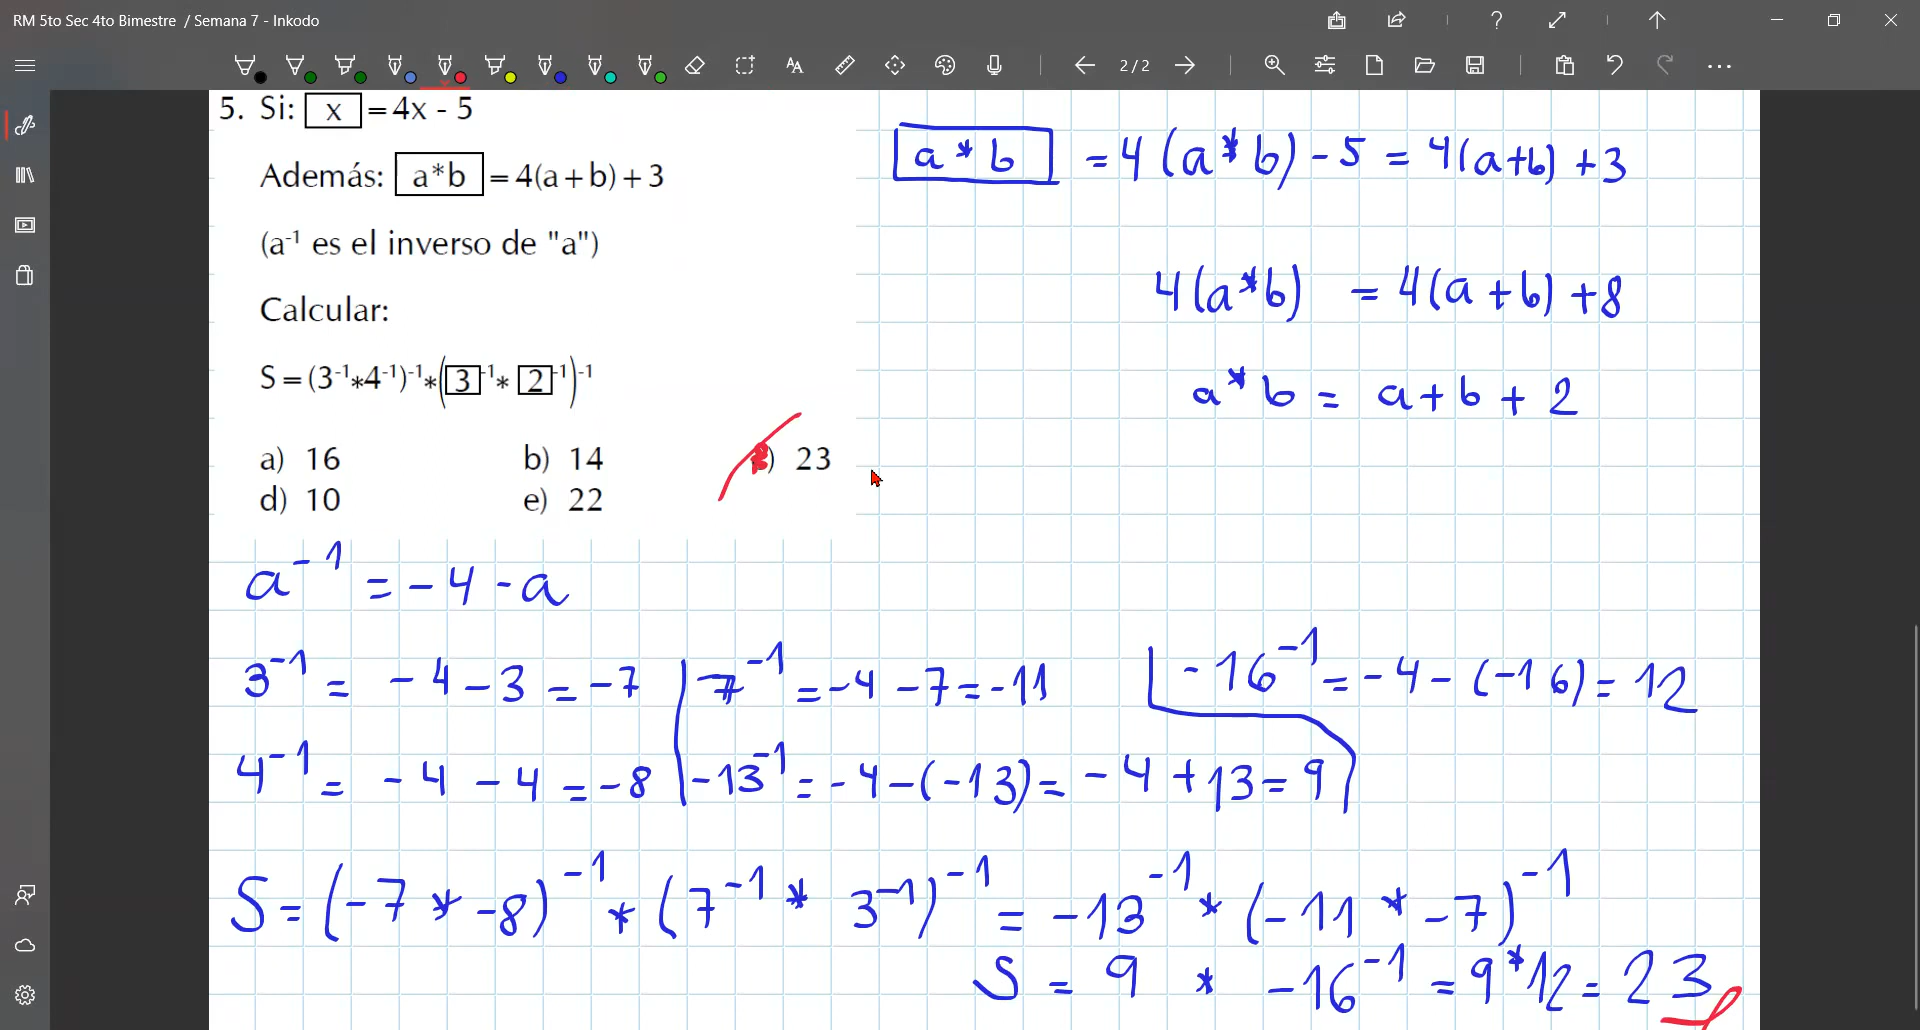 RM 5to Sec 4to Bimestre / Semana 7 - Inkodo
2 / 2
5. Si: x = 4x - 5
Además: a*b = 4(a+b)+3
(a⁻¹ es el inverso de "a")
Calcular:
S = (3⁻¹*4⁻¹)⁻¹*(3⁻¹* 2⁻¹)⁻¹
a) 16 b) 14 ) 23
d) 10 e) 22
a * b = 4(a * b) - 5 = 4(a+b) + 3
4(a * b) = 4(a + b) + 8
a * b = a + b + 2
a⁻¹ = - 4 - a
3⁻¹ = - 4 - 3 = - 7
4⁻¹ = - 4 - 4 = - 8
7⁻¹ = - 4 - 7 = - 11
-13⁻¹ = - 4 - (-13) = - 4 + 13 = 9
-16⁻¹ = - 4 - (-16) = 12
S = (-7 * -8)⁻¹ * (7⁻¹ * 3⁻¹)⁻¹ = -13⁻¹ * (-11 * -7)⁻¹
S = 9 * -16⁻¹ = 9 * 12 = 23